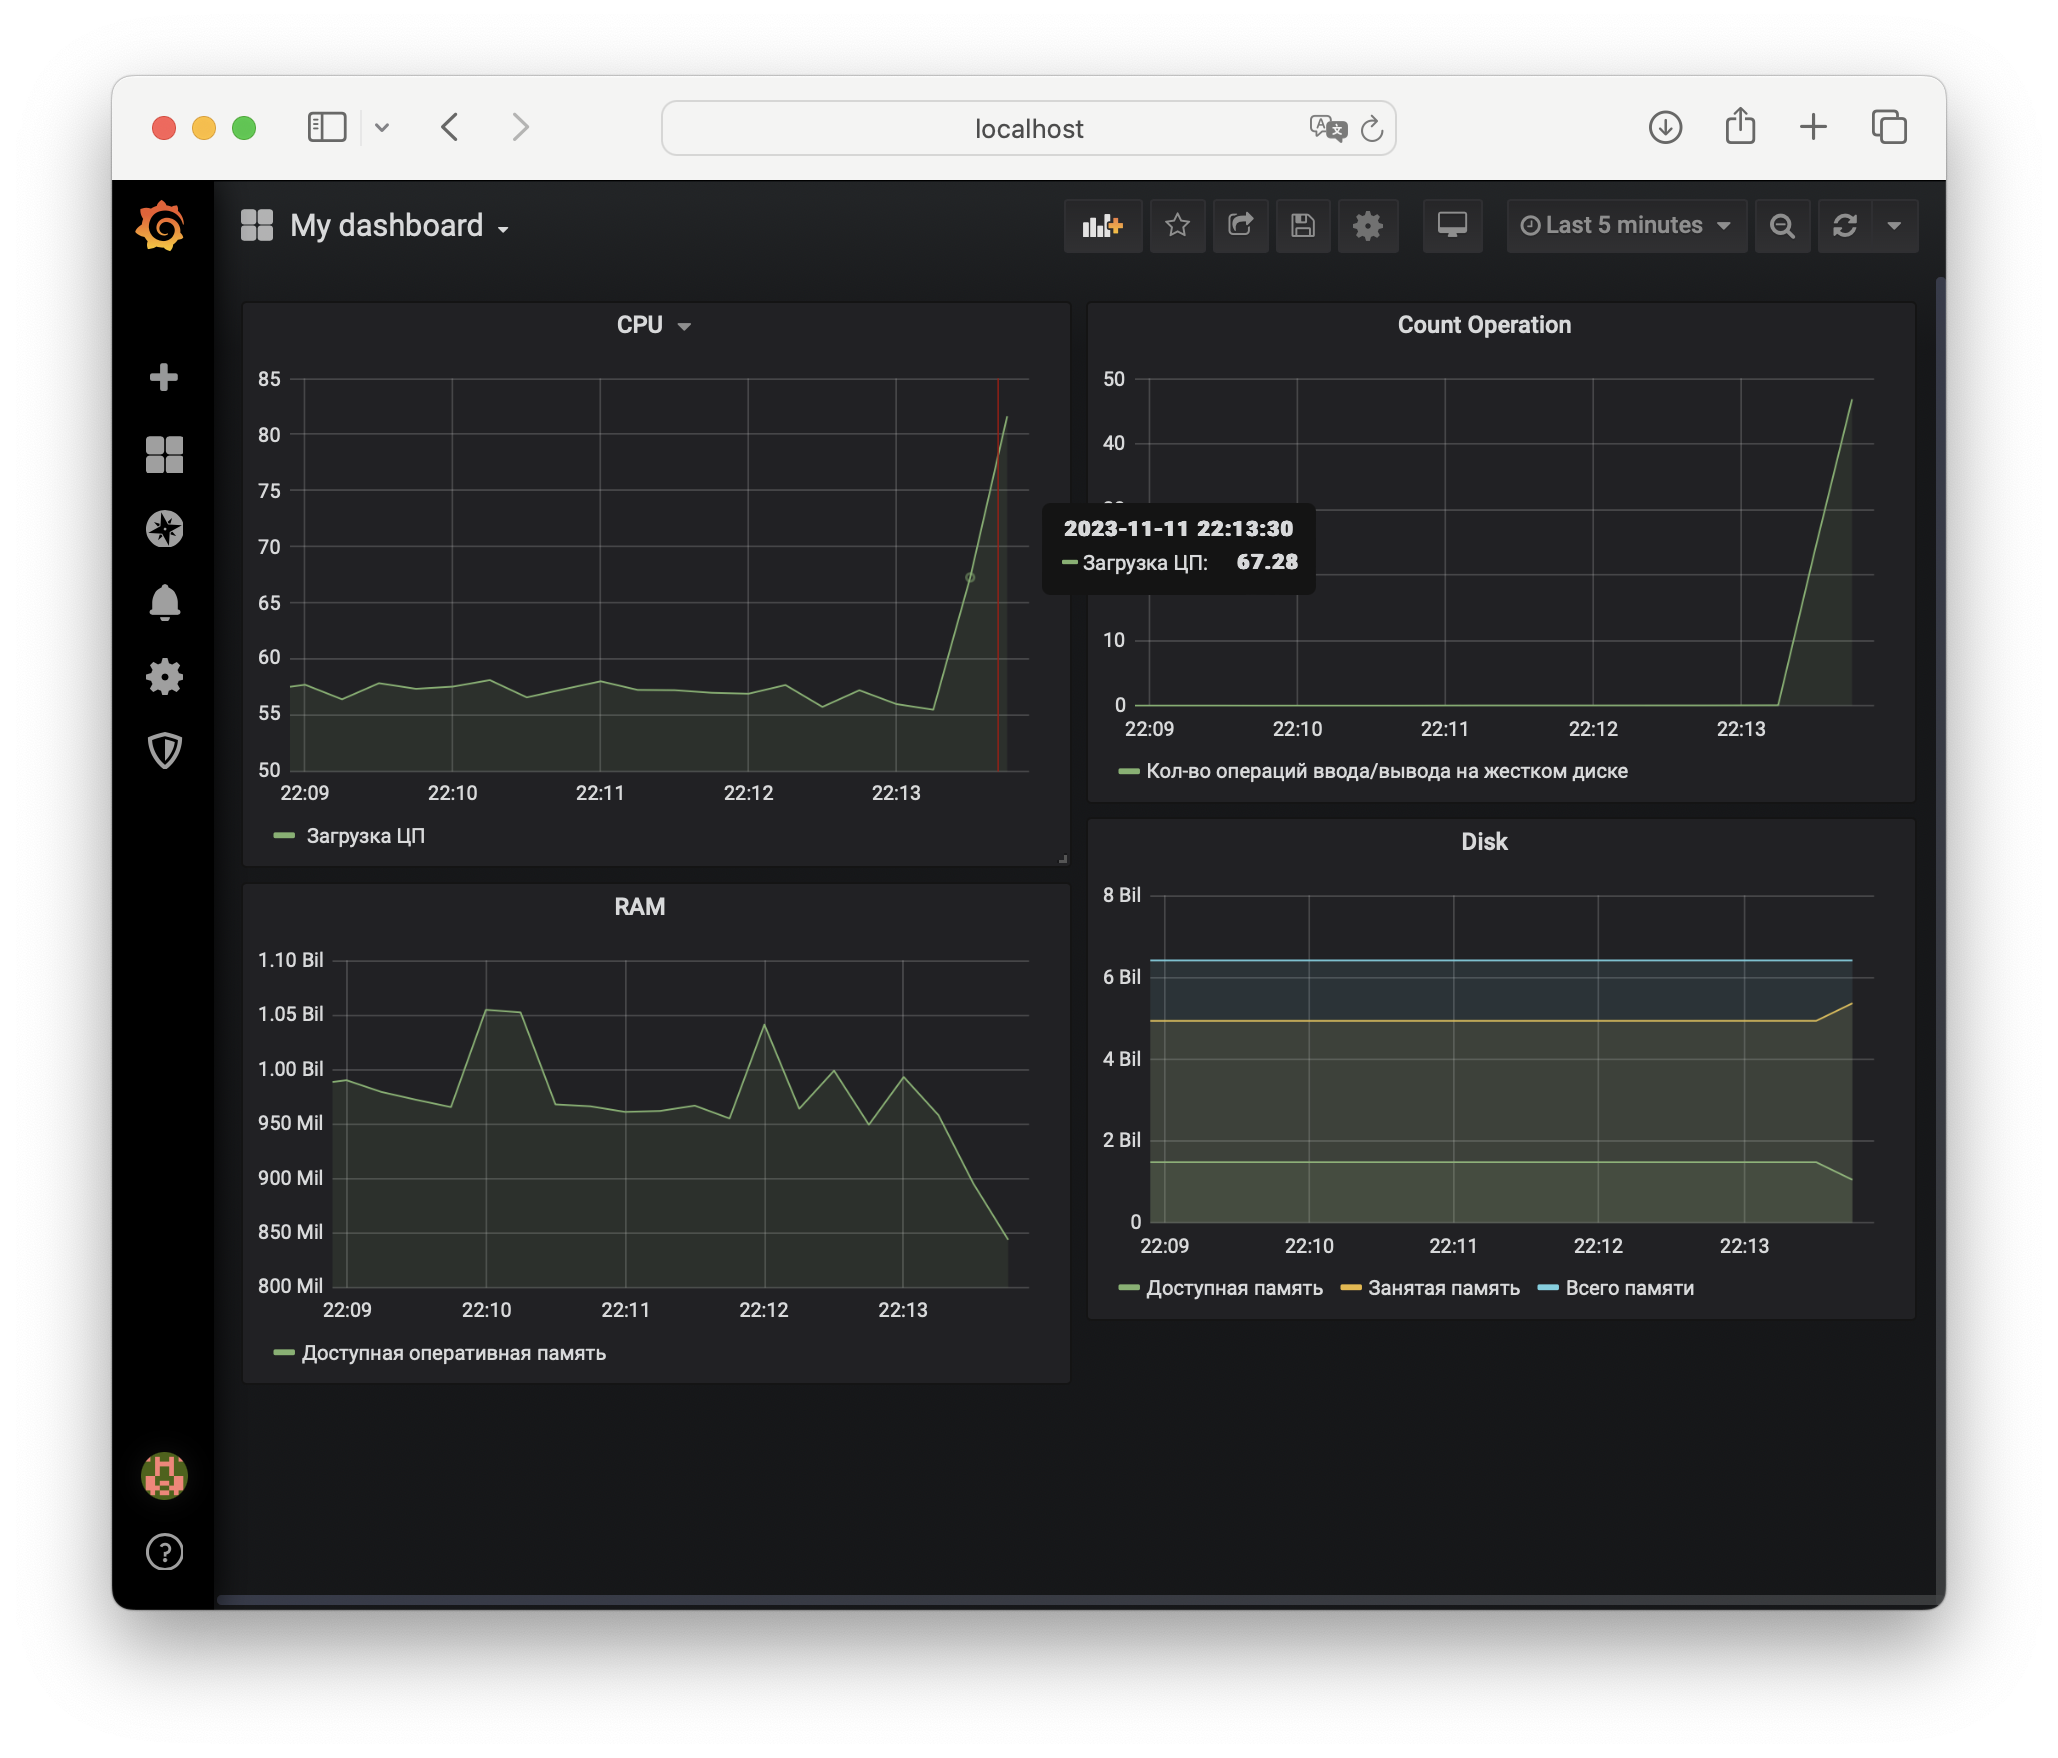 localhost
My dashboard
Last 5 minutes
CPU
85
80
75
70
65
60
55
50
22:09 22:10 22:11 22:12 22:13
Загрузка ЦП
Count Operation
50
40
10
0
22:09 22:10 22:11 22:12 22:13
Кол-во операций ввода/вывода на жестком диске
2023-11-11 22:13:30
Загрузка ЦП: 67.28
RAM
1.10 Bil
1.05 Bil
1.00 Bil
950 Mil
900 Mil
850 Mil
800 Mil
22:09 22:10 22:11 22:12 22:13
Доступная оперативная память
Disk
8 Bil
6 Bil
4 Bil
2 Bil
0
22:09 22:10 22:11 22:12 22:13
Доступная память Занятая память Всего памяти